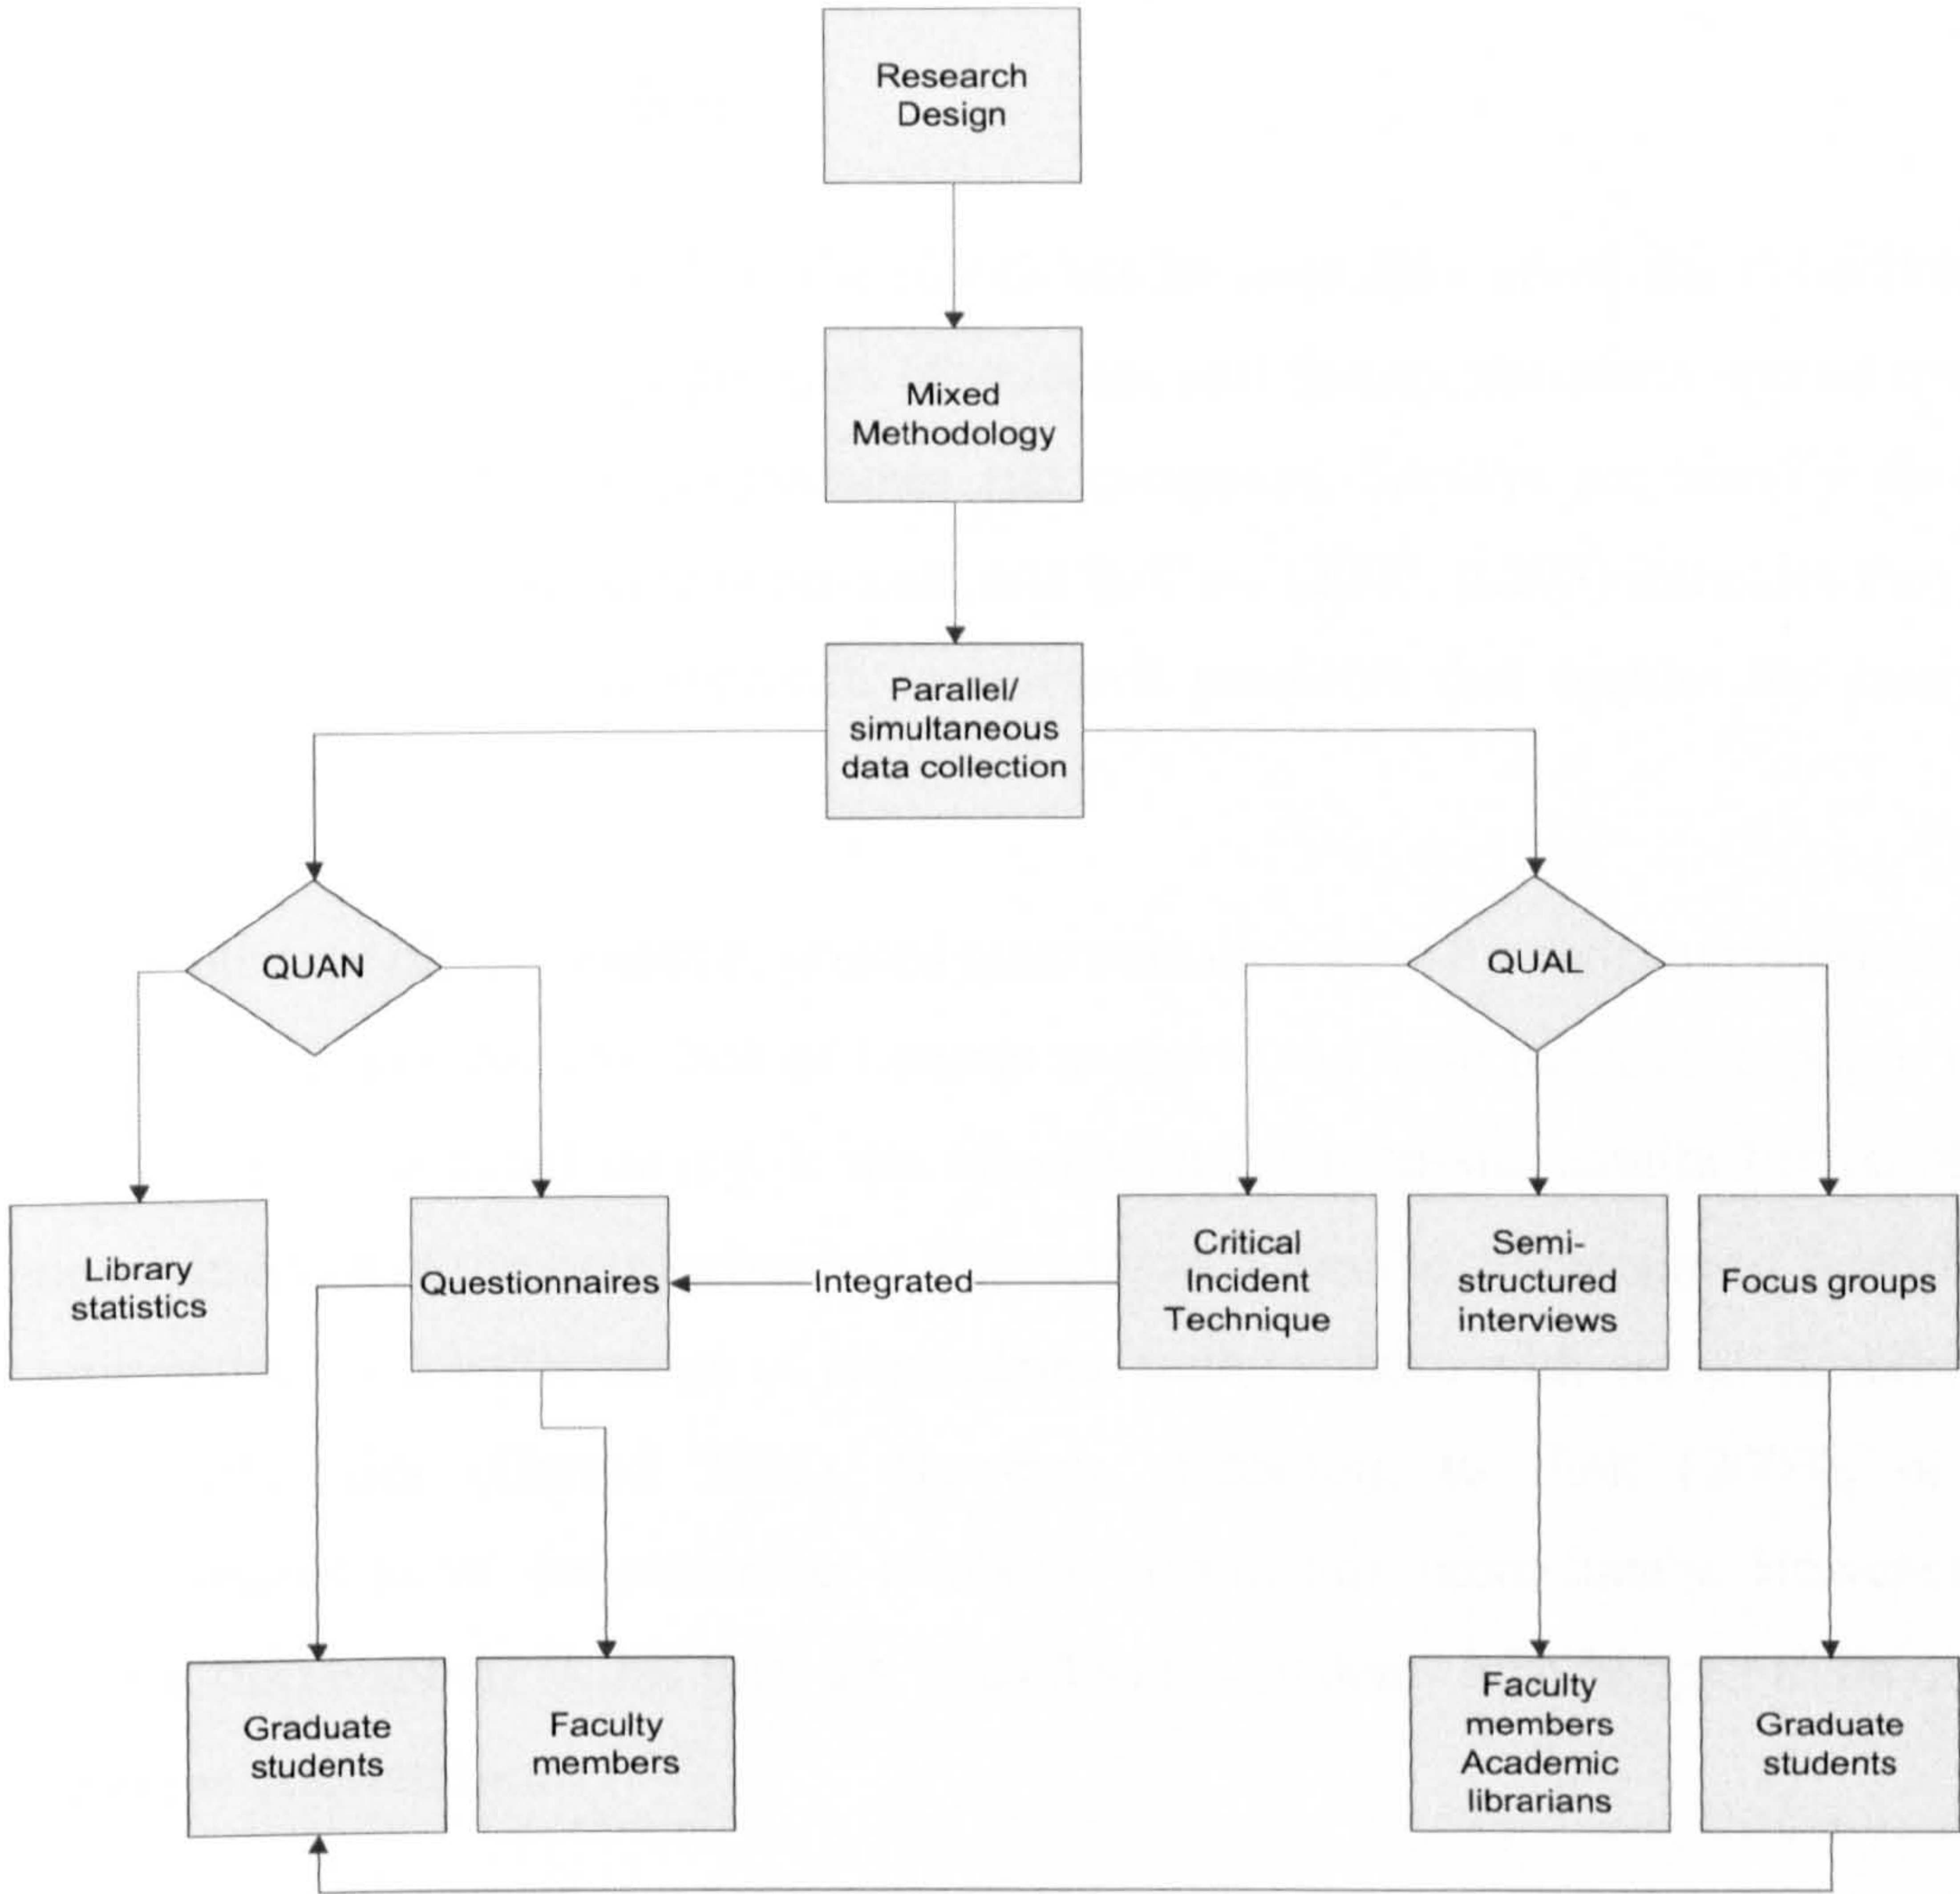 Research
Design
Mixed
Methodology
Parallel/
simultaneous
data collection
QUAN
QUAL
Library
statistics
Questionnaires
Integrated
Critical
Incident
Technique
Semi-
structured
interviews
Focus groups
Graduate
students
Faculty
members
Faculty
members
Academic
librarians
Graduate
students